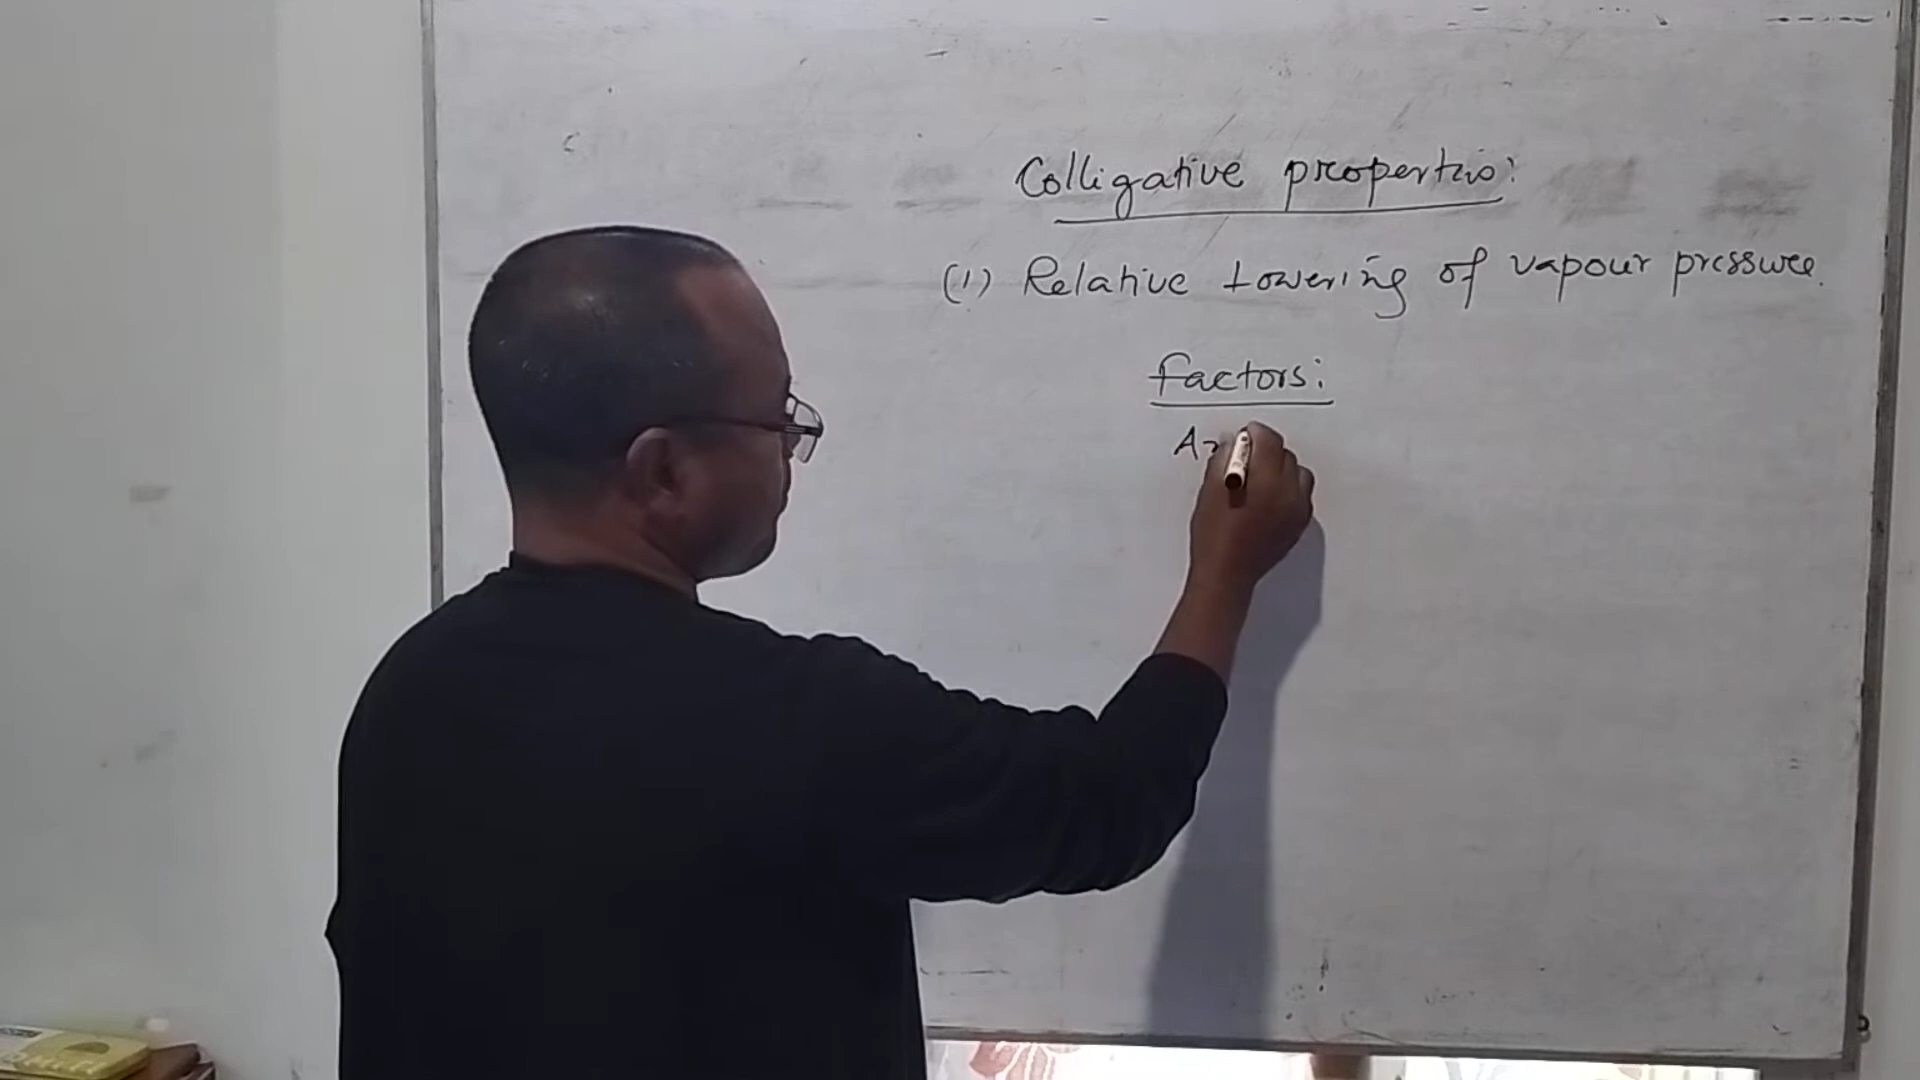 Colligative properties:
(1) Relative Lowering of vapour pressure.
factors: